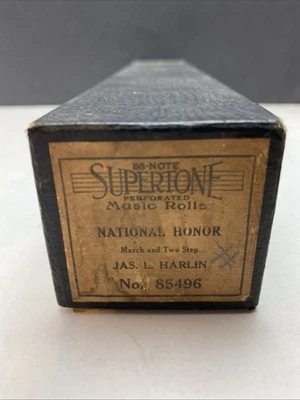 88-NOTE
SUPERTONE
PERFORATED
Music Rolls
NATIONAL HONOR
March and Two Step
JAS. L. HARLIN
No. 85496